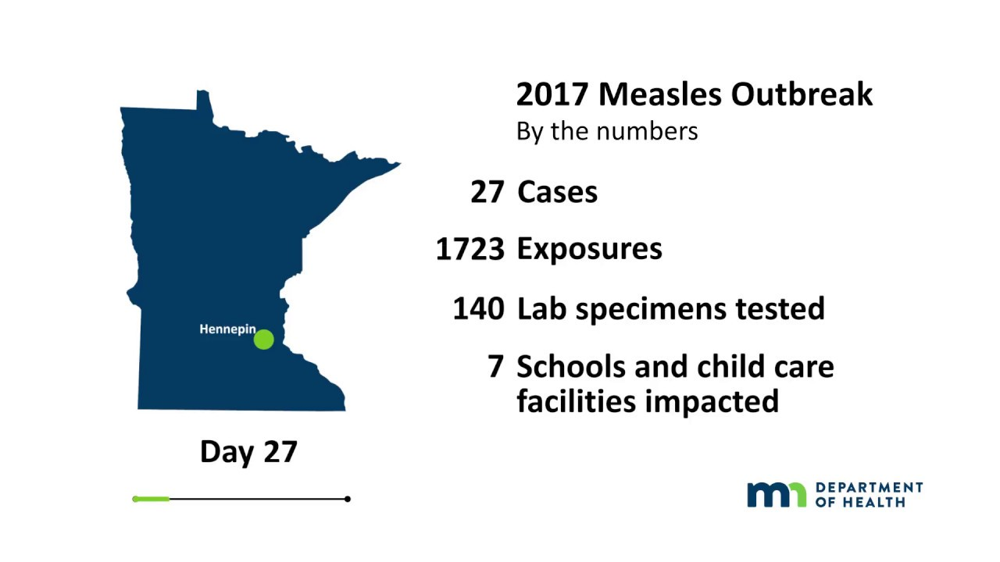 2017 Measles Outbreak
By the numbers
27 Cases
1723 Exposures
140 Lab specimens tested
7 Schools and child care
facilities impacted
Hennepin
Day 27
mn DEPARTMENT
OF HEALTH